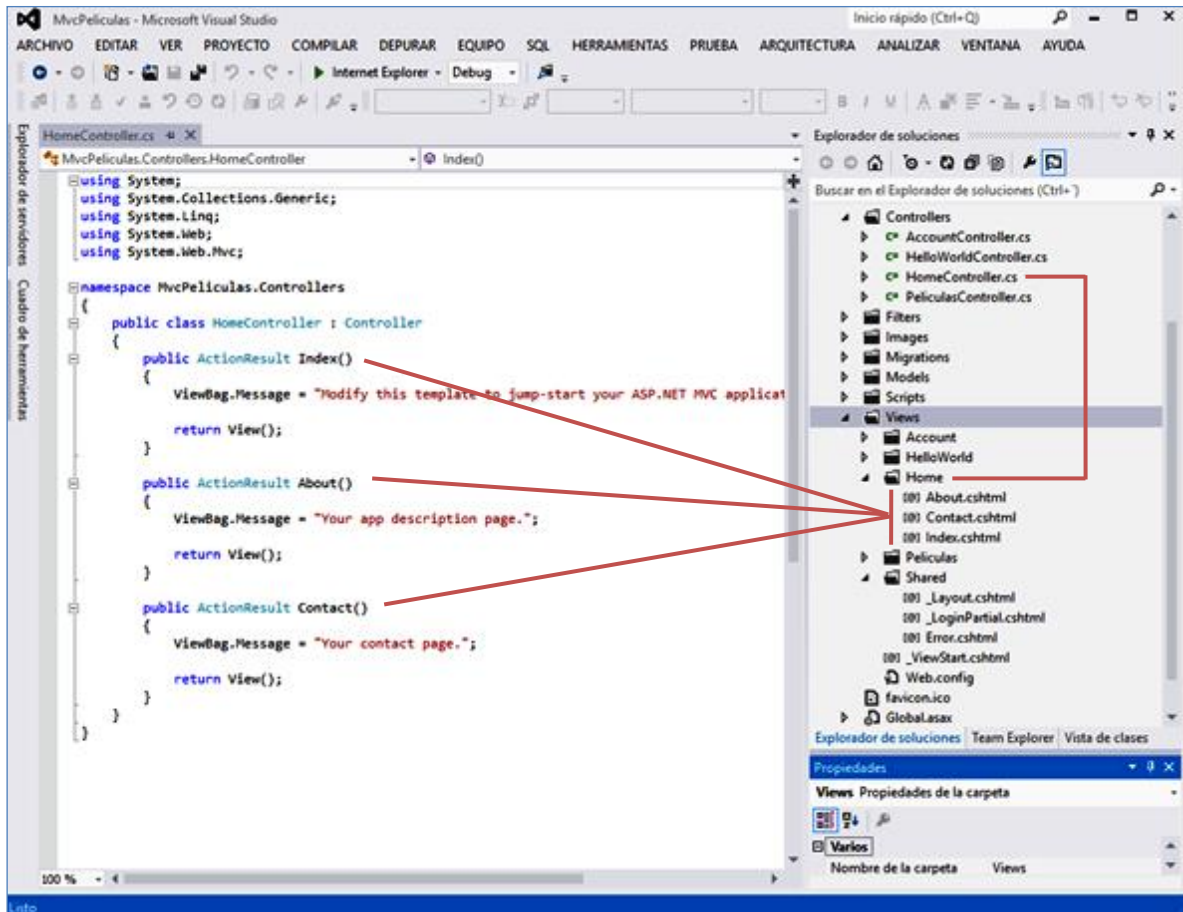 MvcPeliculas - Microsoft Visual Studio
Inicio rápido (Ctrl+Q)
ARCHIVO EDITAR VER PROYECTO COMPILAR DEPURAR EQUIPO SQL HERRAMIENTAS PRUEBA ARQUITECTURA ANALIZAR VENTANA AYUDA
Internet Explorer Debug
Explorador de servidores
Cuadro de herramientas
HomeController.cs
MvcPeliculas.Controllers.HomeController
Index()
using System;
using System.Collections.Generic;
using System.Linq;
using System.Web;
using System.Web.Mvc;
namespace MvcPeliculas.Controllers
{
public class HomeController : Controller
{
public ActionResult Index()
{
ViewBag.Message = "Modify this template to jump-start your ASP.NET MVC applicat
return View();
}
public ActionResult About()
{
ViewBag.Message = "Your app description page.";
return View();
}
public ActionResult Contact()
{
ViewBag.Message = "Your contact page.";
return View();
}
}
}
100 %
Explorador de soluciones
Buscar en el Explorador de soluciones (Ctrl+´)
Controllers
C# AccountController.cs
C# HelloWorldController.cs
C# HomeController.cs
C# PeliculasController.cs
Filters
Images
Migrations
Models
Scripts
Views
Account
HelloWorld
Home
[@] About.cshtml
[@] Contact.cshtml
[@] Index.cshtml
Peliculas
Shared
[@] _Layout.cshtml
[@] _LoginPartial.cshtml
[@] Error.cshtml
[@] _ViewStart.cshtml
Web.config
favicon.ico
Global.asax
Explorador de soluciones Team Explorer Vista de clases
Propiedades
Views Propiedades de la carpeta
Varios
Nombre de la carpeta Views